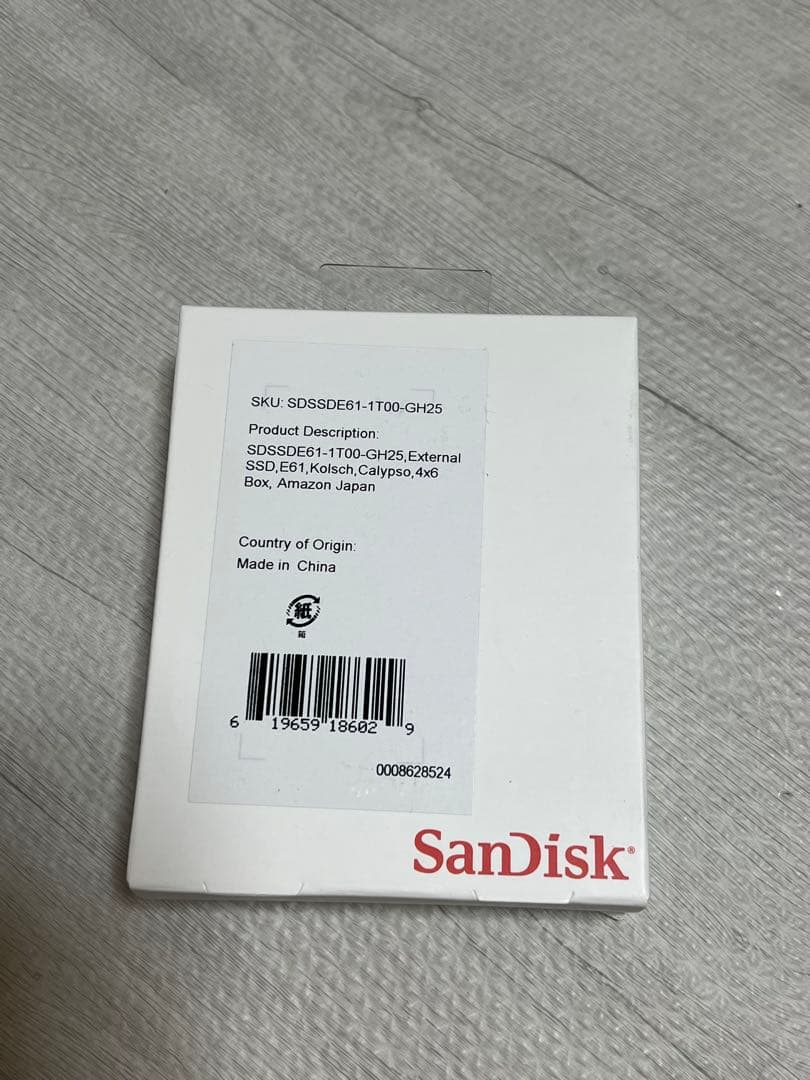 SKU: SDSSDE61-1T00-GH25
Product Description:
SDSSDE61-1T00-GH25,External
SSD,E61,Kolsch,Calypso,4x6
Box, Amazon Japan
Country of Origin:
Made in China
紙
箱
6 19659 18602 9
0008628524
SanDisk®